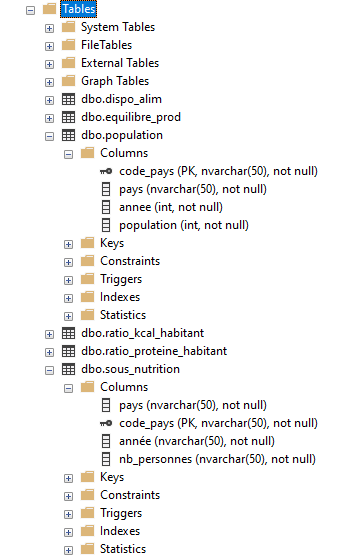 Tables
System Tables
FileTables
External Tables
Graph Tables
dbo.dispo_alim
dbo.equilibre_prod
dbo.population
Columns
code_pays (PK, nvarchar(50), not null)
pays (nvarchar(50), not null)
annee (int, not null)
population (int, not null)
Keys
Constraints
Triggers
Indexes
Statistics
dbo.ratio_kcal_habitant
dbo.ratio_proteine_habitant
dbo.sous_nutrition
Columns
pays (nvarchar(50), not null)
code_pays (PK, nvarchar(50), not null)
année (nvarchar(50), not null)
nb_personnes (nvarchar(50), not null)
Keys
Constraints
Triggers
Indexes
Statistics